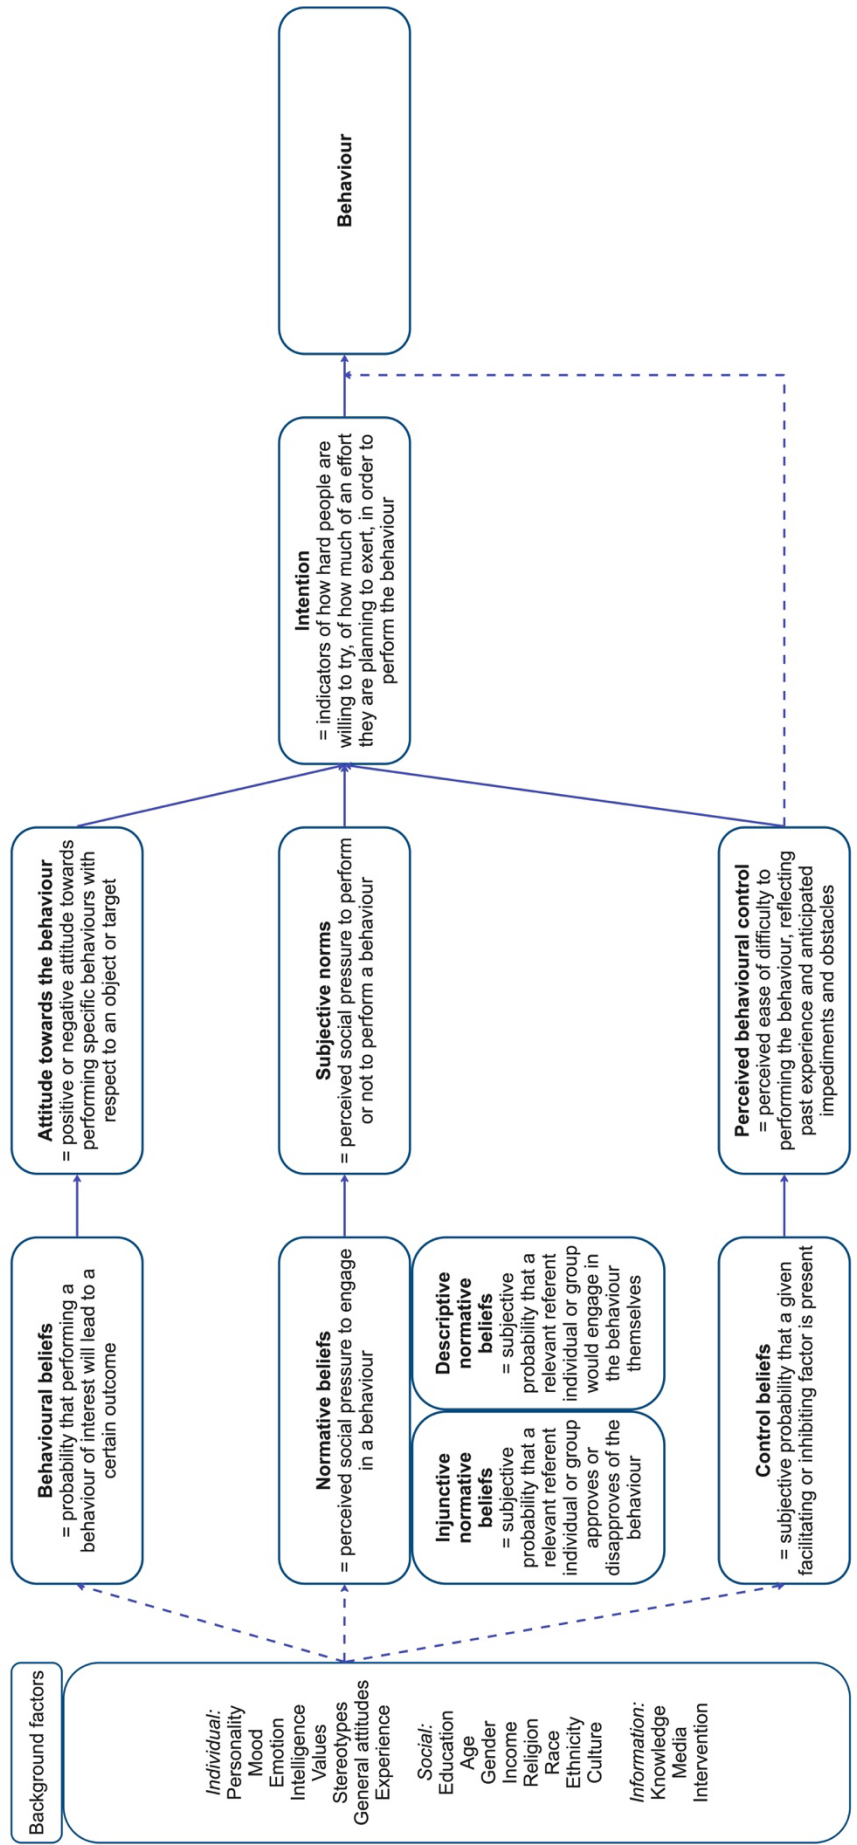 Background factors
Individual:
Personality
Mood
Emotion
Intelligence
Values
Stereotypes
General attitudes
Experience
Social:
Education
Age
Gender
Income
Religion
Race
Ethnicity
Culture
Information:
Knowledge
Media
Intervention
Behavioural beliefs
= probability that performing a
behaviour of interest will lead to a
certain outcome
Normative beliefs
= perceived social pressure to engage
in a behaviour
Injunctive
normative
beliefs
= subjective
probability that a
relevant referent
individual or group
approves or
disapproves of the
behaviour
Descriptive
normative
beliefs
= subjective
probability that a
relevant referent
individual or group
would engage in
the behaviour
themselves
Control beliefs
= subjective probability that a given
facilitating or inhibiting factor is present
Attitude towards the behaviour
= positive or negative attitude towards
performing specific behaviours with
respect to an object or target
Subjective norms
= perceived social pressure to perform
or not to perform a behaviour
Perceived behavioural control
= perceived ease of difficulty to
performing the behaviour, reflecting
past experience and anticipated
impediments and obstacles
Intention
= indicators of how hard people are
willing to try, of how much of an effort
they are planning to exert, in order to
perform the behaviour
Behaviour